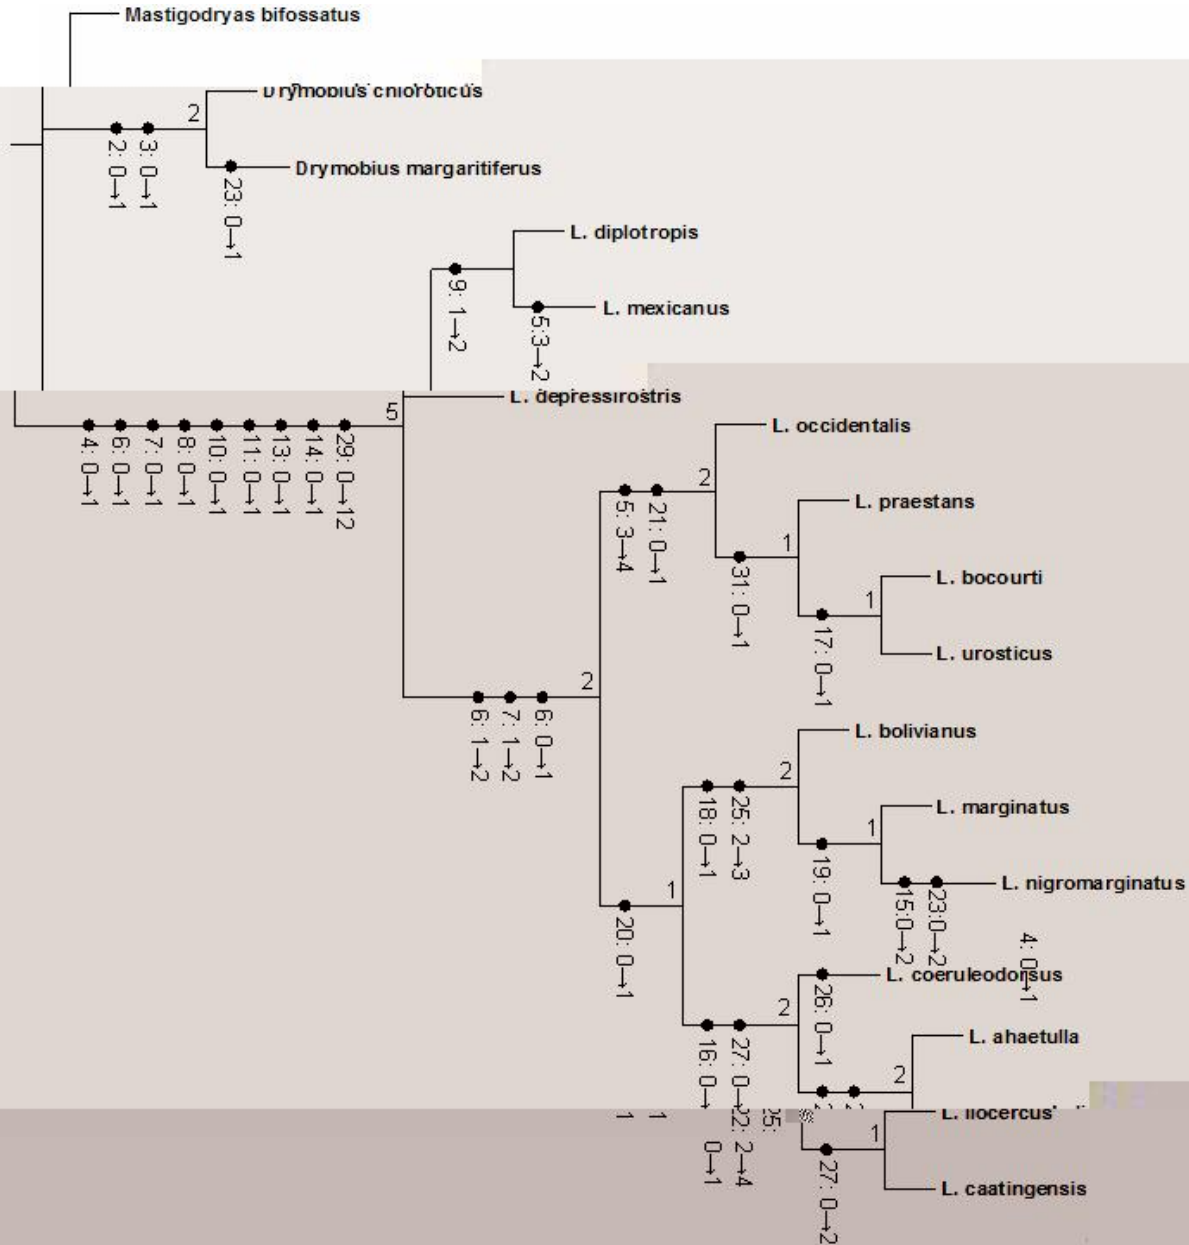 Mastigodryas bifossatus
Drymobius chloroticus
2
2: 0→1
3: 0→1
Drymobius margaritiferus
23: 0→1
L. diplotropis
9: 1→2
L. mexicanus
5:3→2
L. depressirostris
5
4: 0→1
6: 0→1
7: 0→1
8: 0→1
10: 0→1
11: 0→1
13: 0→1
14: 0→1
29: 0→12
L. occidentalis
2
5: 3→4
21: 0→1
L. praestans
1
31: 0→1
L. bocourti
1
17: 0→1
L. urosticus
2
6: 1→2
7: 1→2
6: 0→1
L. bolivianus
2
18: 0→1
25: 2→3
L. marginatus
1
19: 0→1
L. nigromarginatus
15:0→2
23:0→2
1
20: 0→1
4: 0→1
L. coeruleodorsus
26: 0→1
2
16: 0→
27: 0→
L. ahaetulla
2
1
1
22: 2→4
25:
0→1
L. liocercus
1
27: 0→2
L. caatingensis